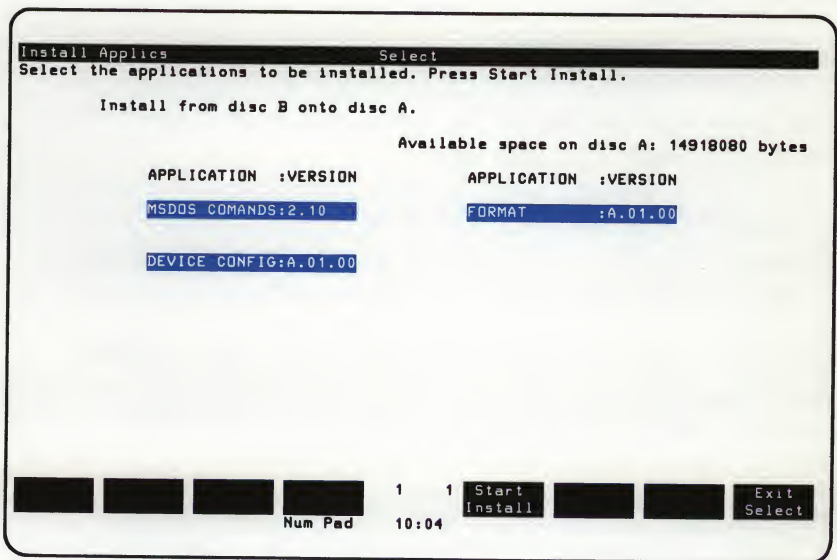 Install Applics Select
Select the applications to be installed. Press Start Install.
Install from disc B onto disc A.
Available space on disc A: 14918080 bytes
APPLICATION :VERSION APPLICATION :VERSION
MSDOS COMANDS:2.10 FORMAT :A.01.00
DEVICE CONFIG:A.01.00
1 1 Start Install Exit Select
Num Pad 10:04